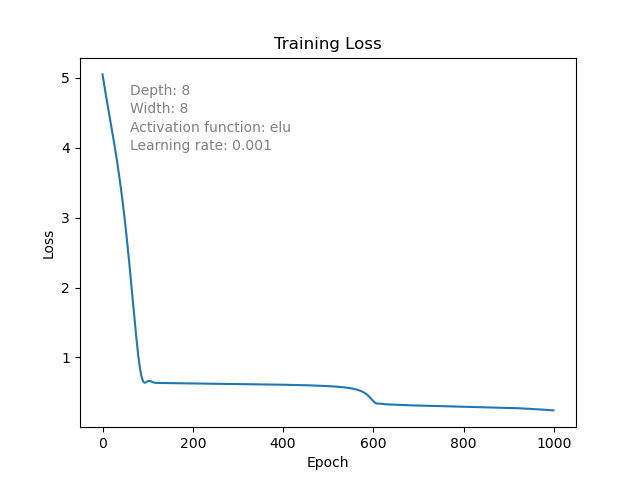 Training Loss
5
4
3
2
1
Loss
Depth: 8
Width: 8
Activation function: elu
Learning rate: 0.001
0
200
400
600
800
1000
Epoch